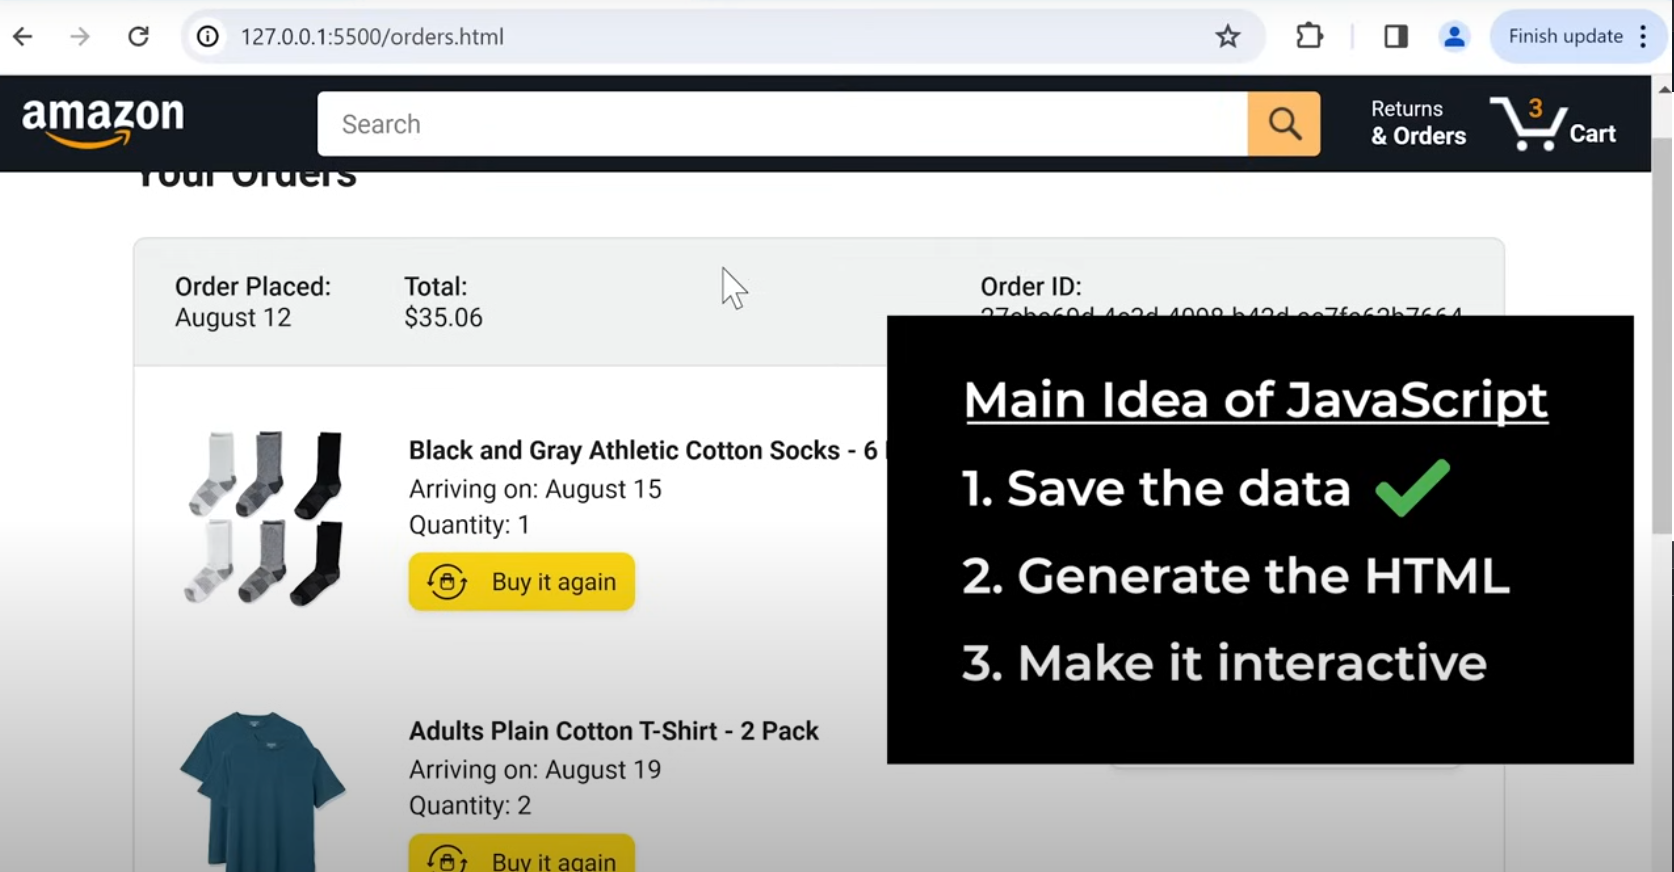 127.0.0.1:5500/orders.html
Finish update
amazon
Search
Returns
& Orders
3
Cart
Your Orders
Order Placed:
August 12
Total:
$35.06
Order ID:
Black and Gray Athletic Cotton Socks - 6
Arriving on: August 15
Quantity: 1
Buy it again
Adults Plain Cotton T-Shirt - 2 Pack
Arriving on: August 19
Quantity: 2
Buy it again
Main Idea of JavaScript
1. Save the data
2. Generate the HTML
3. Make it interactive